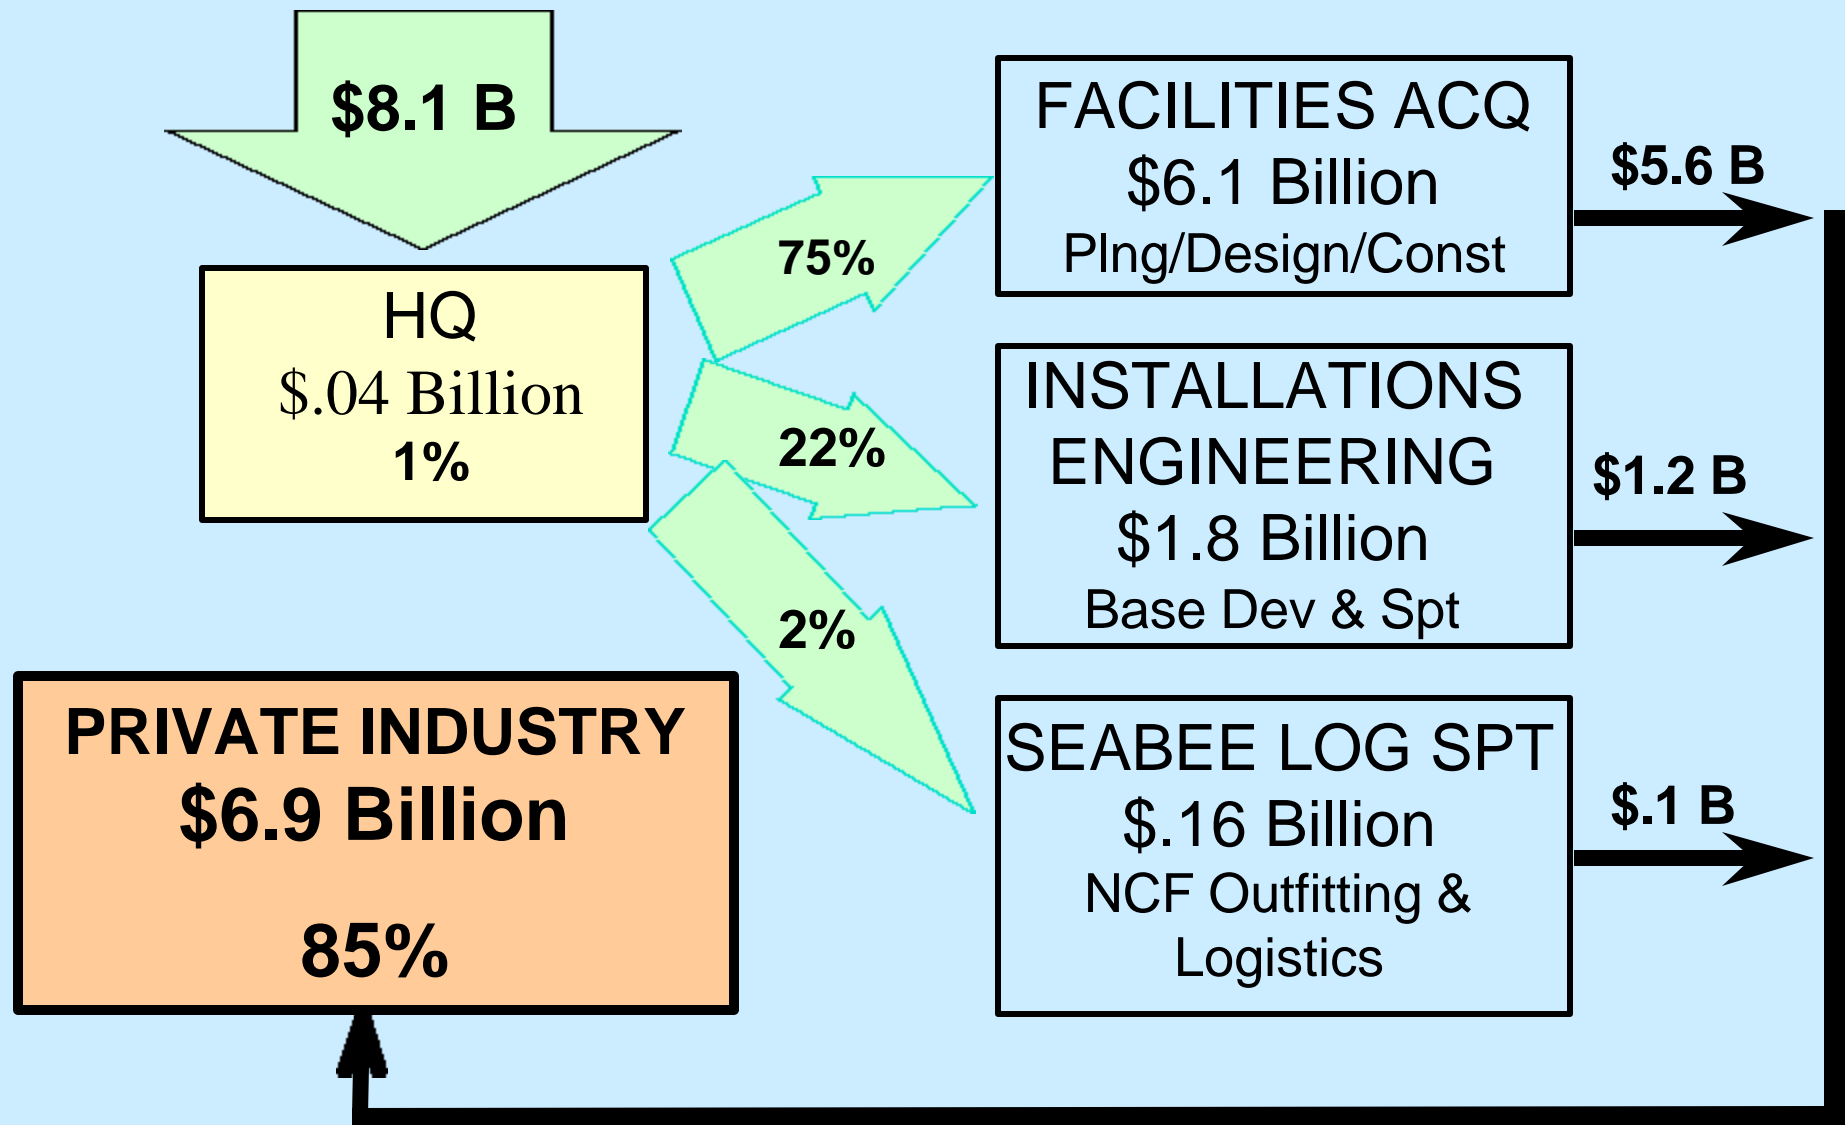 $8.1 B
HQ
$.04 Billion
1%
75%
22%
2%
FACILITIES ACQ
$6.1 Billion
Plng/Design/Const
$5.6 B
INSTALLATIONS
ENGINEERING
$1.8 Billion
Base Dev & Spt
$1.2 B
SEABEE LOG SPT
$.16 Billion
NCF Outfitting &
Logistics
$.1 B
PRIVATE INDUSTRY
$6.9 Billion
85%